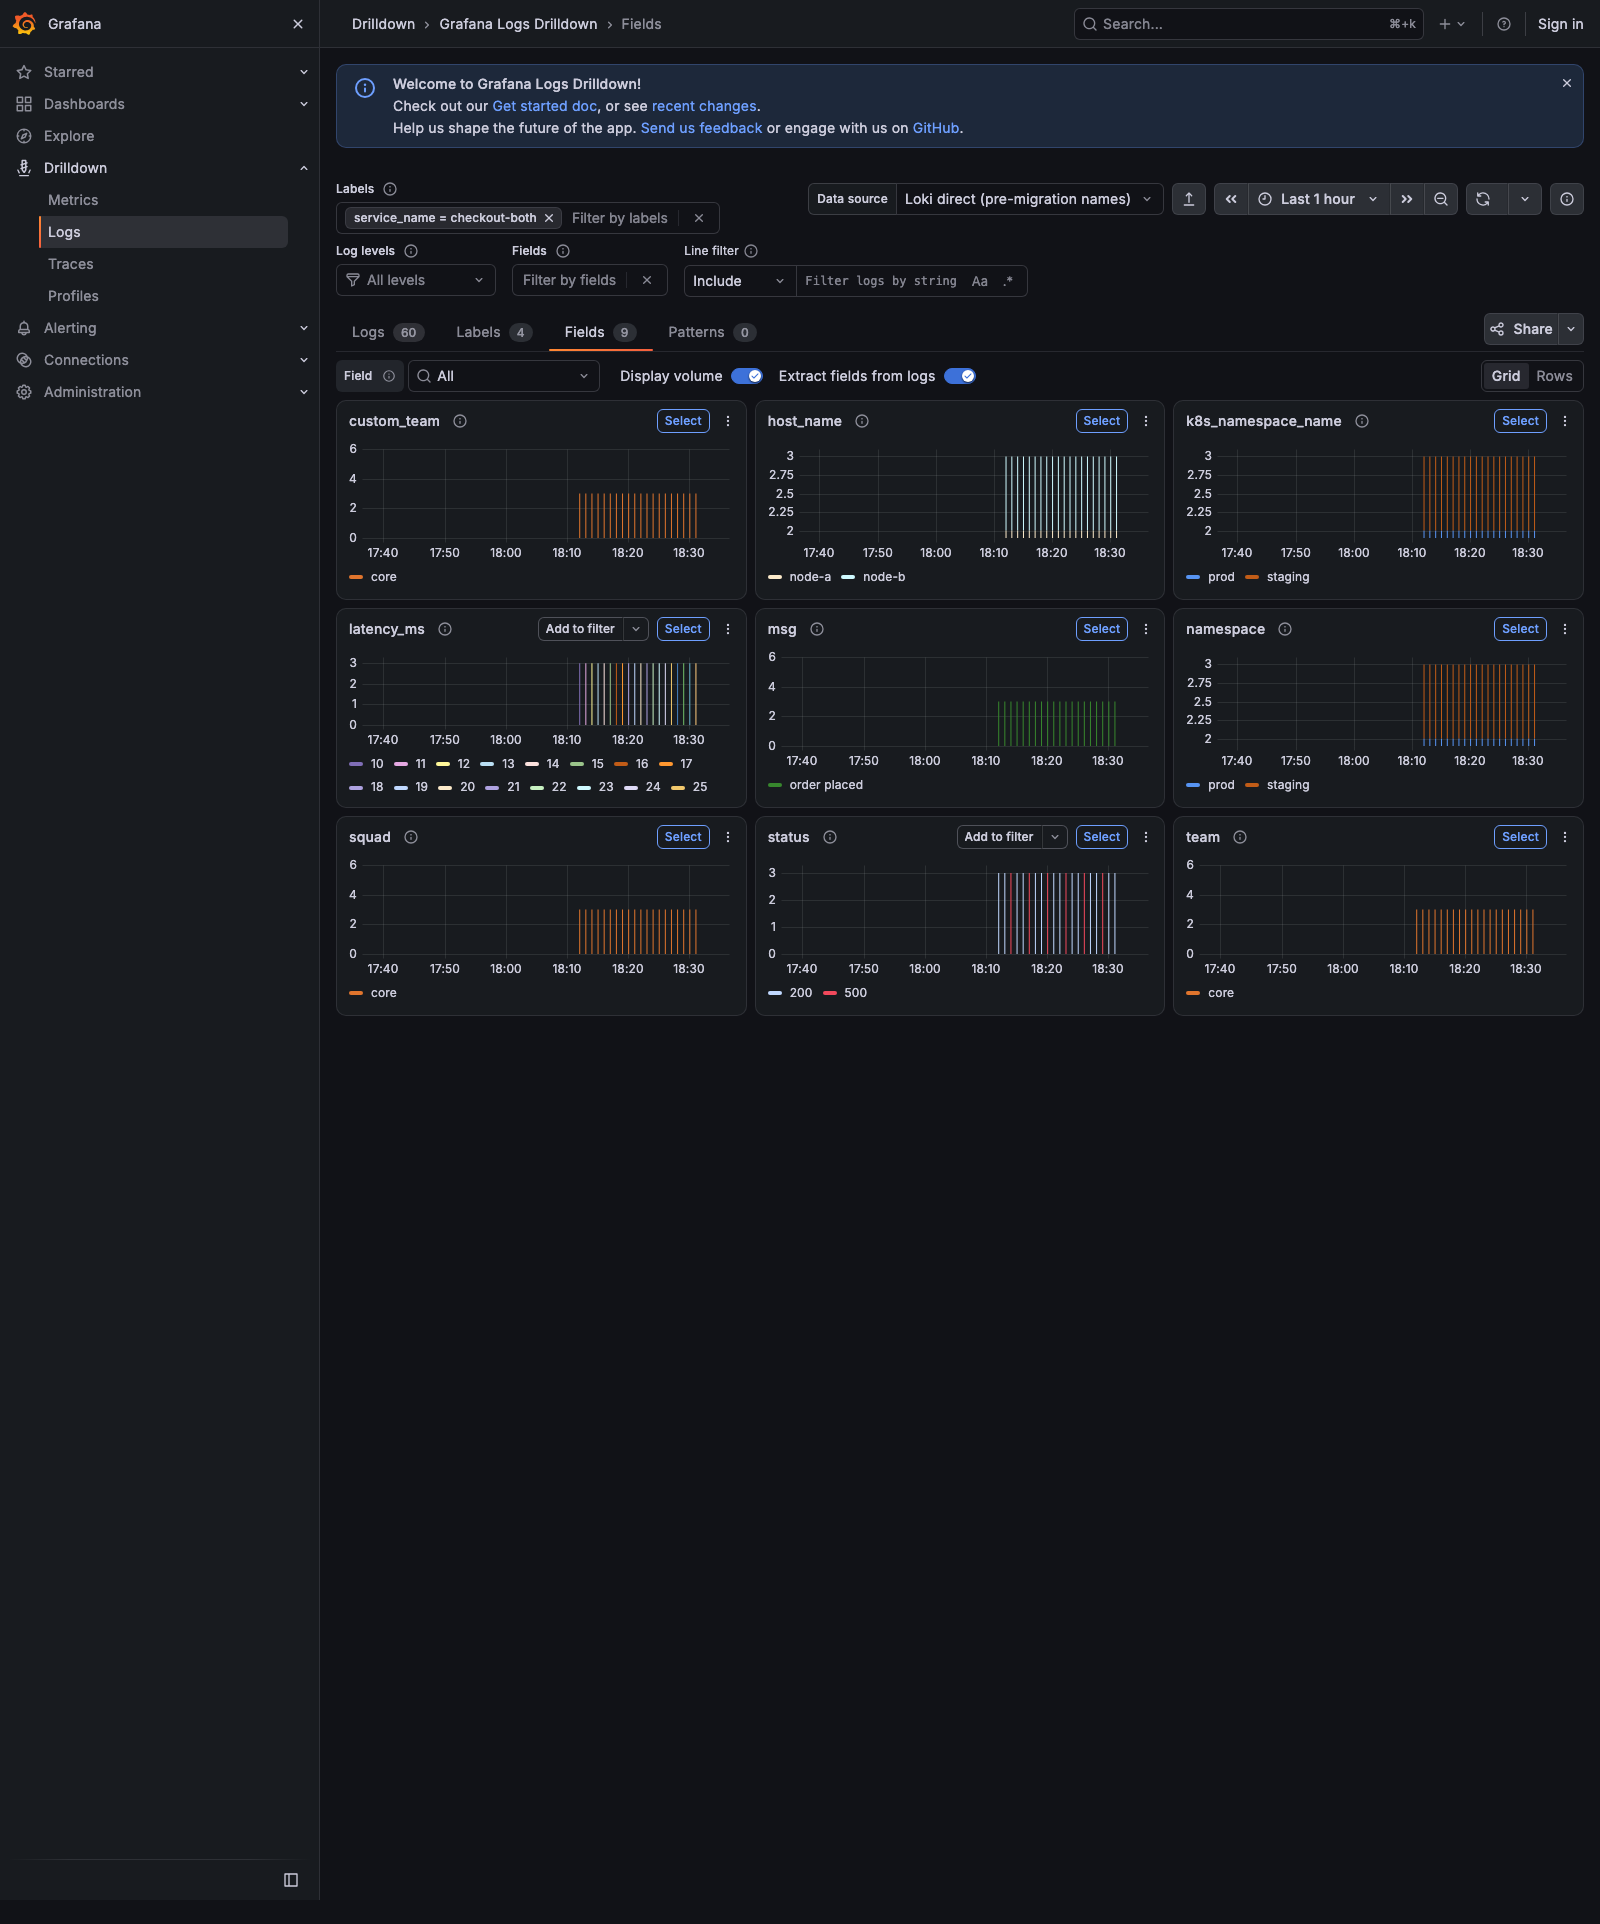 Grafana
Drilldown › Grafana Logs Drilldown › Fields
Search... ⌘+k
Sign in
Starred
Dashboards
Explore
Drilldown
Metrics
Logs
Traces
Profiles
Alerting
Connections
Administration
Welcome to Grafana Logs Drilldown!
Check out our Get started doc, or see recent changes.
Help us shape the future of the app. Send us feedback or engage with us on GitHub.
Labels
service_name = checkout-both Filter by labels
Data source Loki direct (pre-migration names)
Last 1 hour
Log levels Fields Line filter
All levels Filter by fields Include Filter logs by string Aa .*
Logs 60 Labels 4 Fields 9 Patterns 0
Share
Field All Display volume Extract fields from logs
Grid Rows
custom_team Select
6
4
2
0
17:40 17:50 18:00 18:10 18:20 18:30
core
host_name Select
3
2.75
2.5
2.25
2
17:40 17:50 18:00 18:10 18:20 18:30
node-a node-b
k8s_namespace_name Select
3
2.75
2.5
2.25
2
17:40 17:50 18:00 18:10 18:20 18:30
prod staging
latency_ms Add to filter Select
3
2
1
0
17:40 17:50 18:00 18:10 18:20 18:30
10 11 12 13 14 15 16 17
18 19 20 21 22 23 24 25
msg Select
6
4
2
0
17:40 17:50 18:00 18:10 18:20 18:30
order placed
namespace Select
3
2.75
2.5
2.25
2
17:40 17:50 18:00 18:10 18:20 18:30
prod staging
squad Select
6
4
2
0
17:40 17:50 18:00 18:10 18:20 18:30
core
status Add to filter Select
3
2
1
0
17:40 17:50 18:00 18:10 18:20 18:30
200 500
team Select
6
4
2
0
17:40 17:50 18:00 18:10 18:20 18:30
core